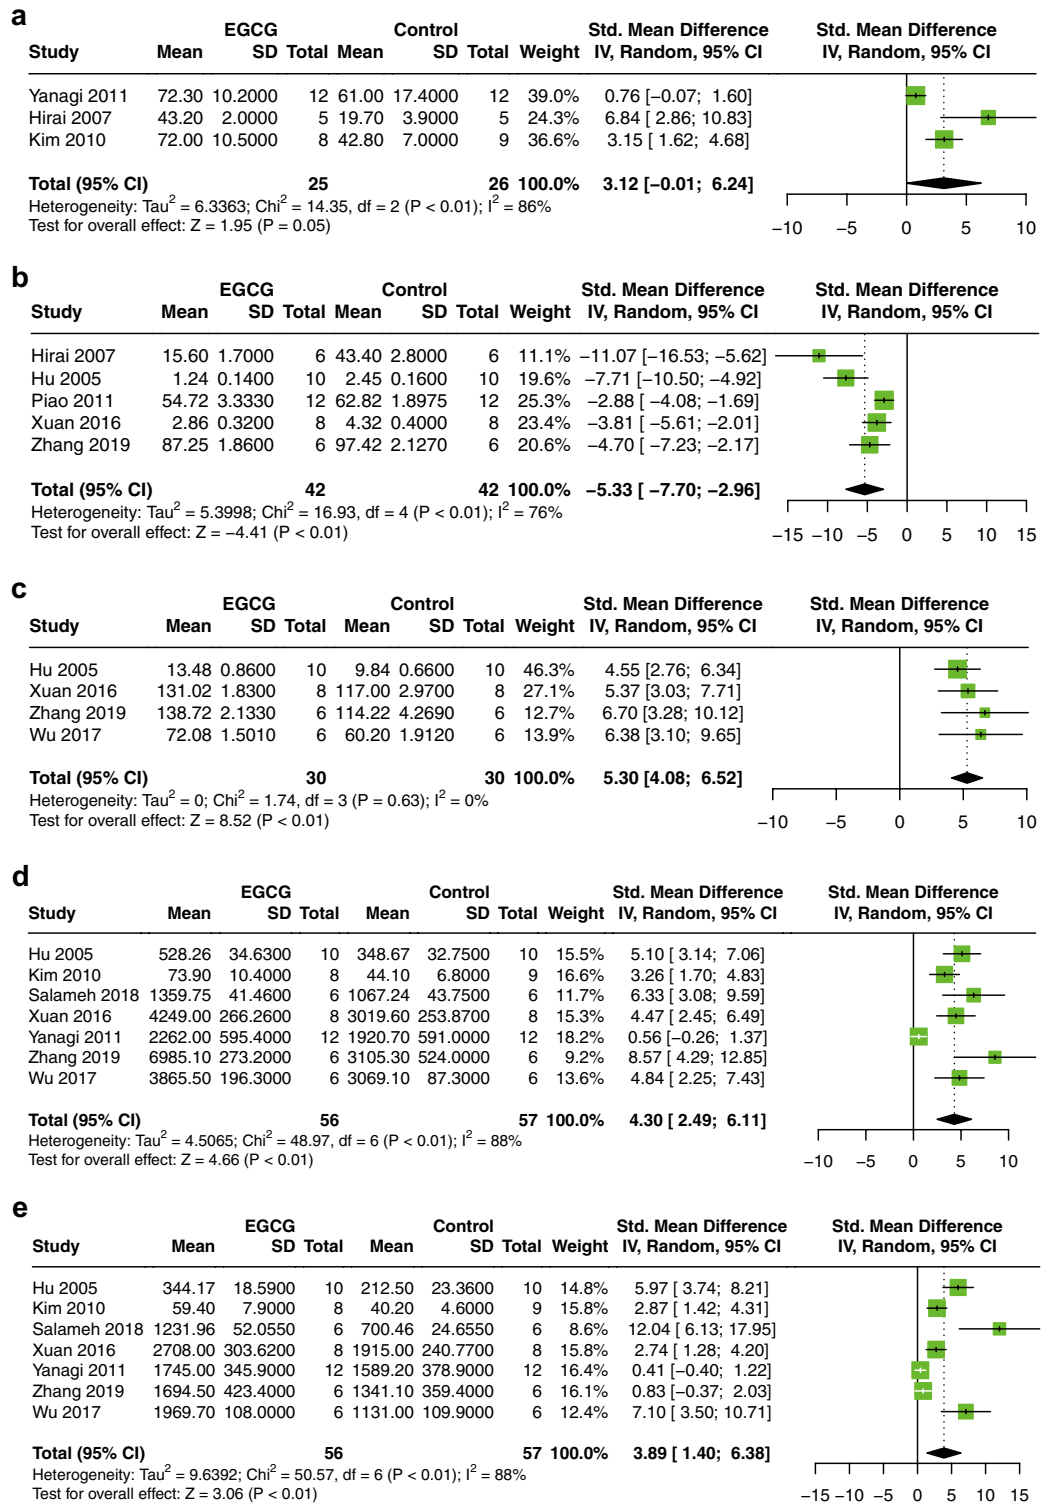 a
EGCG Control Std. Mean Difference Std. Mean Difference
Study Mean SD Total Mean SD Total Weight IV, Random, 95% CI IV, Random, 95% CI
Yanagi 2011 72.30 10.2000 12 61.00 17.4000 12 39.0% 0.76 [−0.07; 1.60]
Hirai 2007 43.20 2.0000 5 19.70 3.9000 5 24.3% 6.84 [ 2.86; 10.83]
Kim 2010 72.00 10.5000 8 42.80 7.0000 9 36.6% 3.15 [ 1.62; 4.68]
Total (95% CI) 25 26 100.0% 3.12 [−0.01; 6.24]
Heterogeneity: Tau² = 6.3363; Chi² = 14.35, df = 2 (P < 0.01); I² = 86%
Test for overall effect: Z = 1.95 (P = 0.05)
−10 −5 0 5 10
b
EGCG Control Std. Mean Difference Std. Mean Difference
Study Mean SD Total Mean SD Total Weight IV, Random, 95% CI IV, Random, 95% CI
Hirai 2007 15.60 1.7000 6 43.40 2.8000 6 11.1% −11.07 [−16.53; −5.62]
Hu 2005 1.24 0.1400 10 2.45 0.1600 10 19.6% −7.71 [−10.50; −4.92]
Piao 2011 54.72 3.3330 12 62.82 1.8975 12 25.3% −2.88 [ −4.08; −1.69]
Xuan 2016 2.86 0.3200 8 4.32 0.4000 8 23.4% −3.81 [ −5.61; −2.01]
Zhang 2019 87.25 1.8600 6 97.42 2.1270 6 20.6% −4.70 [ −7.23; −2.17]
Total (95% CI) 42 42 100.0% −5.33 [ −7.70; −2.96]
Heterogeneity: Tau² = 5.3998; Chi² = 16.93, df = 4 (P < 0.01); I² = 76%
Test for overall effect: Z = −4.41 (P < 0.01)
−15 −10 −5 0 5 10 15
c
EGCG Control Std. Mean Difference Std. Mean Difference
Study Mean SD Total Mean SD Total Weight IV, Random, 95% CI IV, Random, 95% CI
Hu 2005 13.48 0.8600 10 9.84 0.6600 10 46.3% 4.55 [2.76; 6.34]
Xuan 2016 131.02 1.8300 8 117.00 2.9700 8 27.1% 5.37 [3.03; 7.71]
Zhang 2019 138.72 2.1330 6 114.22 4.2690 6 12.7% 6.70 [3.28; 10.12]
Wu 2017 72.08 1.5010 6 60.20 1.9120 6 13.9% 6.38 [3.10; 9.65]
Total (95% CI) 30 30 100.0% 5.30 [4.08; 6.52]
Heterogeneity: Tau² = 0; Chi² = 1.74, df = 3 (P = 0.63); I² = 0%
Test for overall effect: Z = 8.52 (P < 0.01)
−10 −5 0 5 10
d
EGCG Control Std. Mean Difference Std. Mean Difference
Study Mean SD Total Mean SD Total Weight IV, Random, 95% CI IV, Random, 95% CI
Hu 2005 528.26 34.6300 10 348.67 32.7500 10 15.5% 5.10 [ 3.14; 7.06]
Kim 2010 73.90 10.4000 8 44.10 6.8000 9 16.6% 3.26 [ 1.70; 4.83]
Salameh 2018 1359.75 41.4600 6 1067.24 43.7500 6 11.7% 6.33 [ 3.08; 9.59]
Xuan 2016 4249.00 266.2600 8 3019.60 253.8700 8 15.3% 4.47 [ 2.45; 6.49]
Yanagi 2011 2262.00 595.4000 12 1920.70 591.0000 12 18.2% 0.56 [−0.26; 1.37]
Zhang 2019 6985.10 273.2000 6 3105.30 524.0000 6 9.2% 8.57 [ 4.29; 12.85]
Wu 2017 3865.50 196.3000 6 3069.10 87.3000 6 13.6% 4.84 [ 2.25; 7.43]
Total (95% CI) 56 57 100.0% 4.30 [ 2.49; 6.11]
Heterogeneity: Tau² = 4.5065; Chi² = 48.97, df = 6 (P < 0.01); I² = 88%
Test for overall effect: Z = 4.66 (P < 0.01)
−10 −5 0 5 10
e
EGCG Control Std. Mean Difference Std. Mean Difference
Study Mean SD Total Mean SD Total Weight IV, Random, 95% CI IV, Random, 95% CI
Hu 2005 344.17 18.5900 10 212.50 23.3600 10 14.8% 5.97 [ 3.74; 8.21]
Kim 2010 59.40 7.9000 8 40.20 4.6000 9 15.8% 2.87 [ 1.42; 4.31]
Salameh 2018 1231.96 52.0550 6 700.46 24.6550 6 8.6% 12.04 [ 6.13; 17.95]
Xuan 2016 2708.00 303.6200 8 1915.00 240.7700 8 15.8% 2.74 [ 1.28; 4.20]
Yanagi 2011 1745.00 345.9000 12 1589.20 378.9000 12 16.4% 0.41 [−0.40; 1.22]
Zhang 2019 1694.50 423.4000 6 1341.10 359.4000 6 16.1% 0.83 [−0.37; 2.03]
Wu 2017 1969.70 108.0000 6 1131.00 109.9000 6 12.4% 7.10 [ 3.50; 10.71]
Total (95% CI) 56 57 100.0% 3.89 [ 1.40; 6.38]
Heterogeneity: Tau² = 9.6392; Chi² = 50.57, df = 6 (P < 0.01); I² = 88%
Test for overall effect: Z = 3.06 (P < 0.01)
−15 −10 −5 0 5 10 15